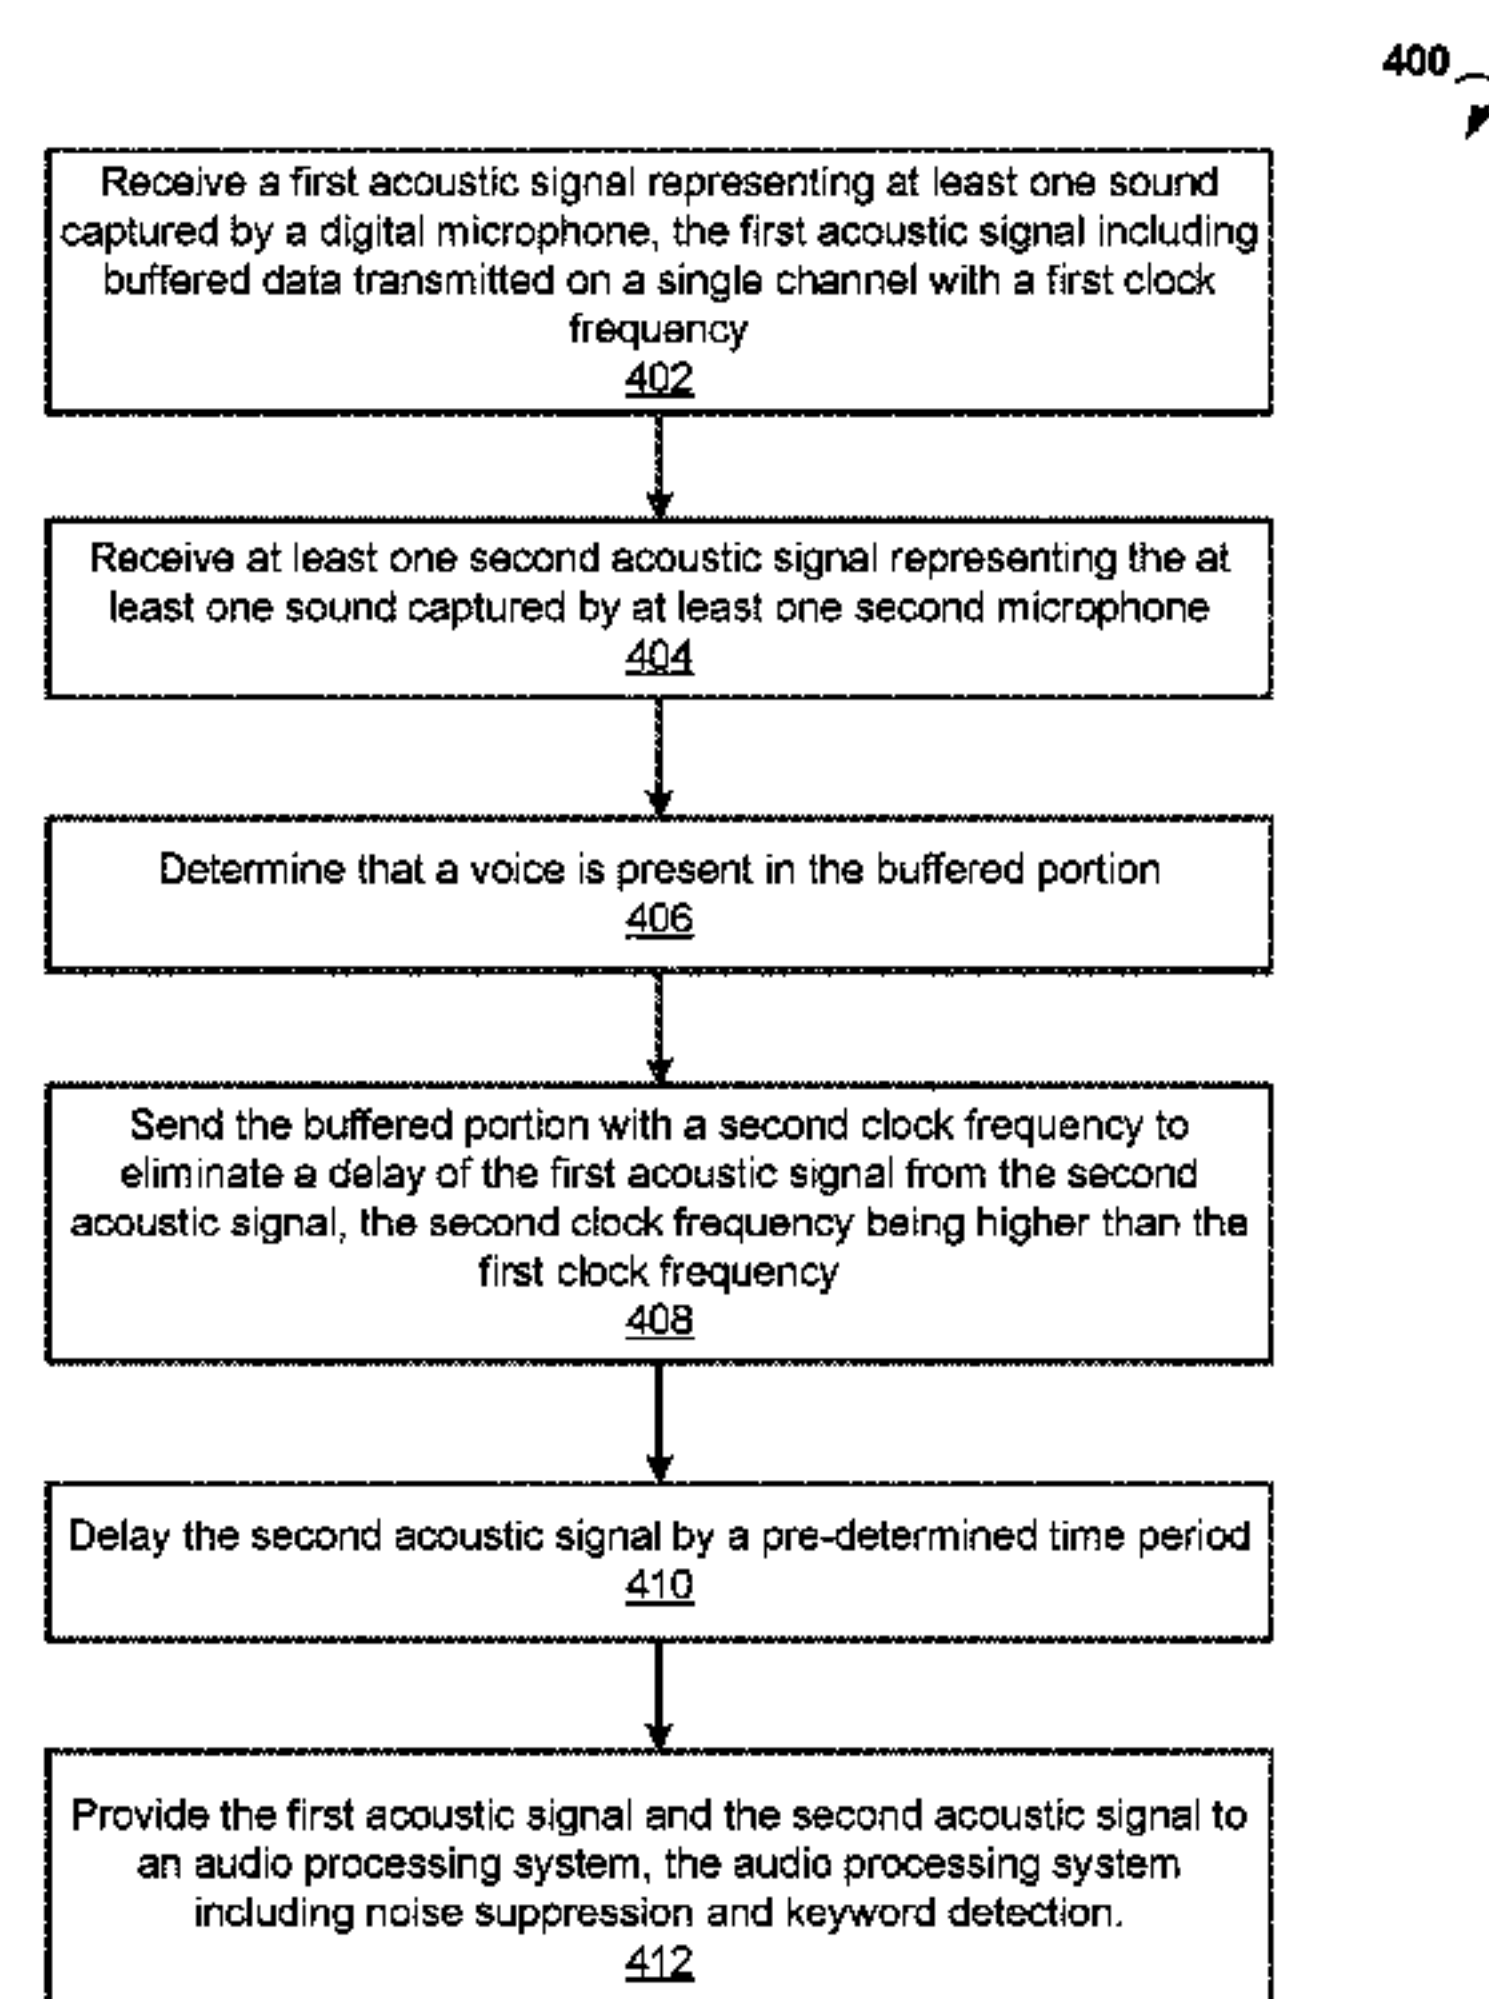 400
Receive a first acoustic signal representing at least one sound
captured by a digital microphone, the first acoustic signal including
buffered data transmitted on a single channel with a first clock
frequency
402
Receive at least one second acoustic signal representing the at
least one sound captured by at least one second microphone
404
Determine that a voice is present in the buffered portion
406
Send the buffered portion with a second clock frequency to
eliminate a delay of the first acoustic signal from the second
acoustic signal, the second clock frequency being higher than the
first clock frequency
408
Delay the second acoustic signal by a pre-determined time period
410
Provide the first acoustic signal and the second acoustic signal to
an audio processing system, the audio processing system
including noise suppression and keyword detection.
412